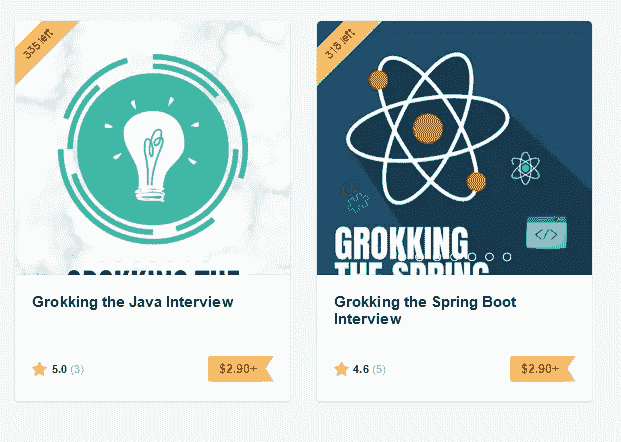 335 left
GROKKING THE
Grokking the Java Interview
5.0 (3)
$2.90+
318 left
GROKKING
THE SPRING
</>
Grokking the Spring Boot
Interview
4.6 (5)
$2.90+